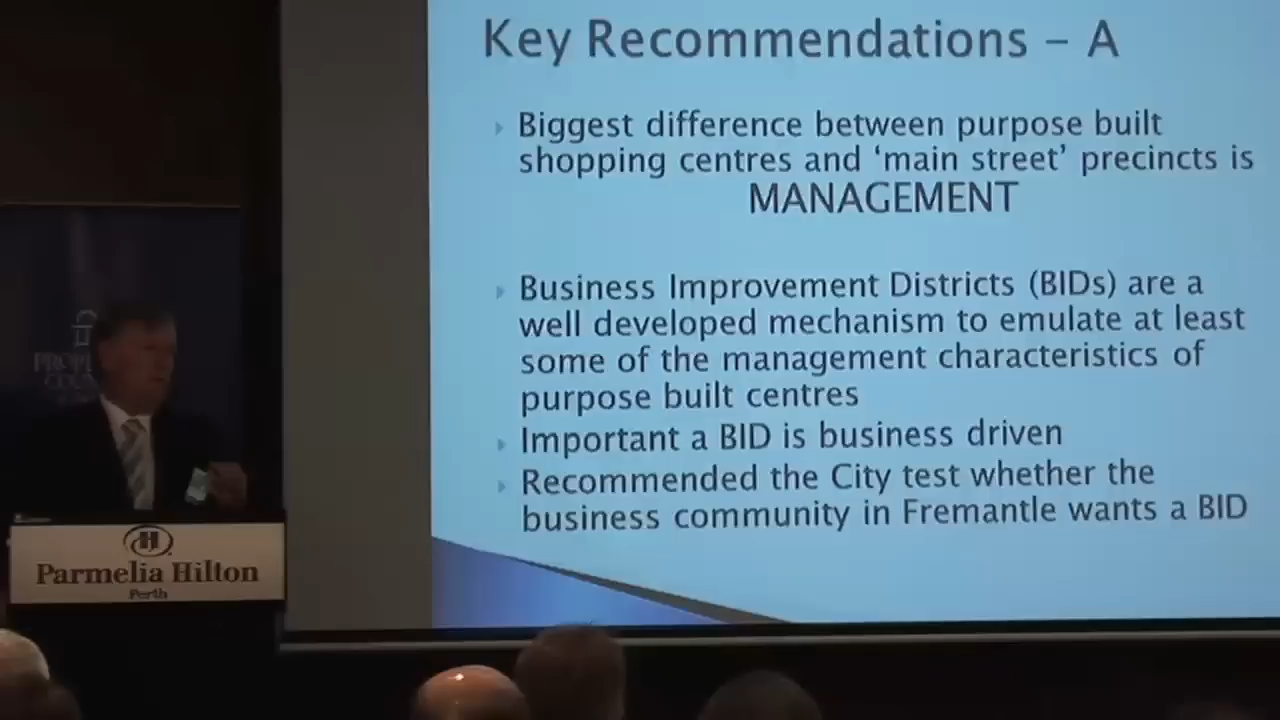 Key Recommendations – A
Biggest difference between purpose built
shopping centres and ‘main street’ precincts is
MANAGEMENT
Business Improvement Districts (BIDs) are a
well developed mechanism to emulate at least
some of the management characteristics of
purpose built centres
Important a BID is business driven
Recommended the City test whether the
business community in Fremantle wants a BID
Parmelia Hilton
Perth